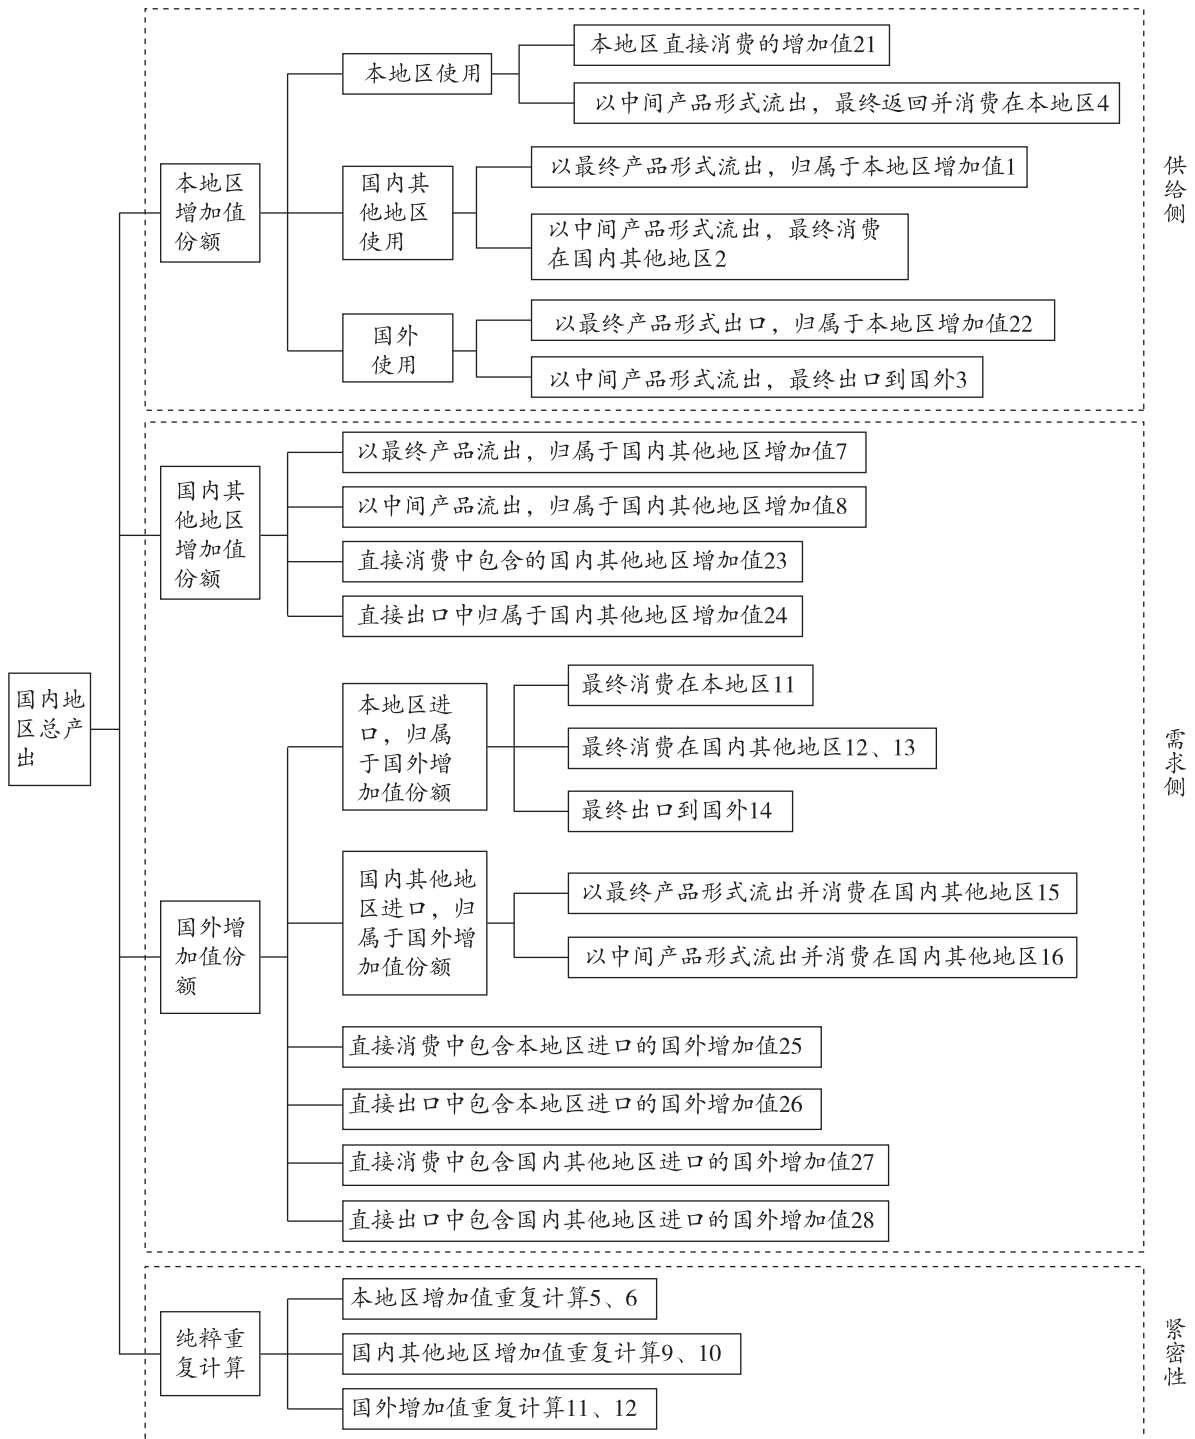 国内地
区总产
出
本地区
增加值
份额
本地区使用
本地区直接消费的增加值21
以中间产品形式流出，最终返回并消费在本地区4
国内其
他地区
使用
以最终产品形式流出，归属于本地区增加值1
以中间产品形式流出，最终消费
在国内其他地区2
国外
使用
以最终产品形式出口，归属于本地区增加值22
以中间产品形式流出，最终出口到国外3
供给侧
国内其
他地区
增加值
份额
以最终产品流出，归属于国内其他地区增加值7
以中间产品流出，归属于国内其他地区增加值8
直接消费中包含的国内其他地区增加值23
直接出口中归属于国内其他地区增加值24
国外增
加值份
额
本地区进
口，归属
于国外增
加值份额
最终消费在本地区11
最终消费在国内其他地区12、13
最终出口到国外14
国内其他地
区进口，归
属于国外增
加值份额
以最终产品形式流出并消费在国内其他地区15
以中间产品形式流出并消费在国内其他地区16
直接消费中包含本地区进口的国外增加值25
直接出口中包含本地区进口的国外增加值26
直接消费中包含国内其他地区进口的国外增加值27
直接出口中包含国内其他地区进口的国外增加值28
需求侧
纯粹重
复计算
本地区增加值重复计算5、6
国内其他地区增加值重复计算9、10
国外增加值重复计算11、12
紧密性